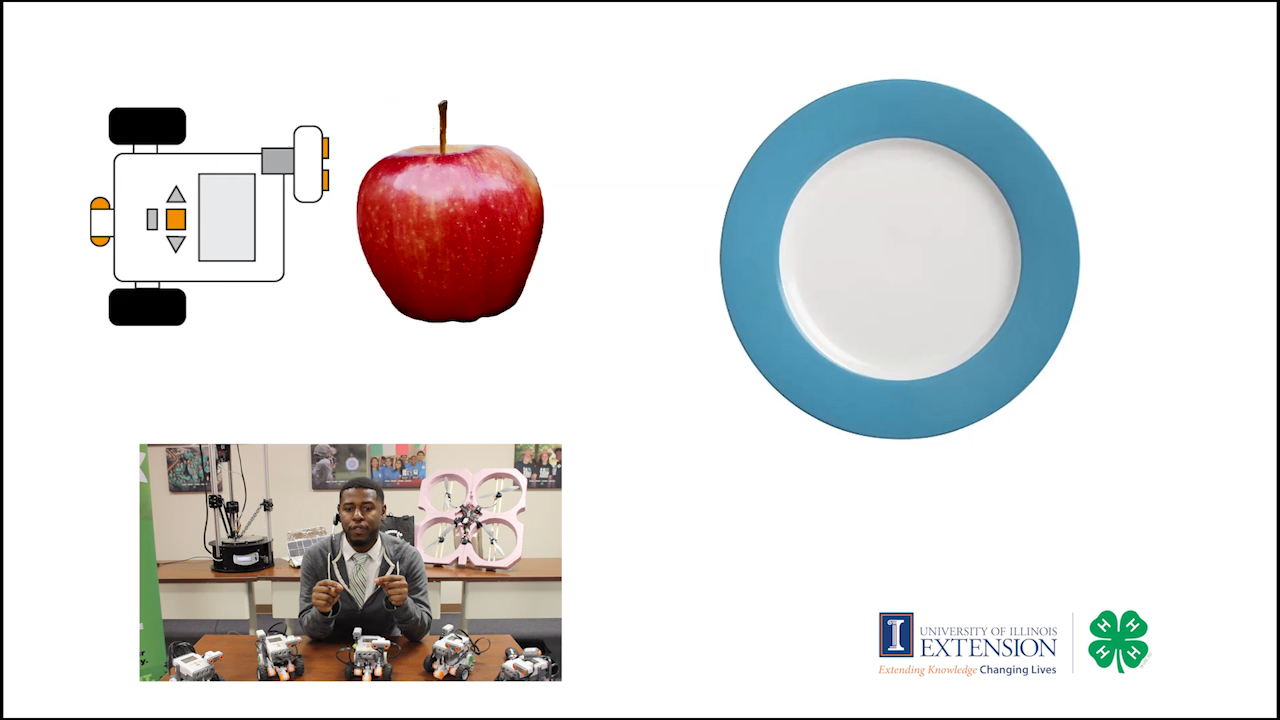 UNIVERSITY OF ILLINOIS
EXTENSION
Extending Knowledge Changing Lives
H H
H H